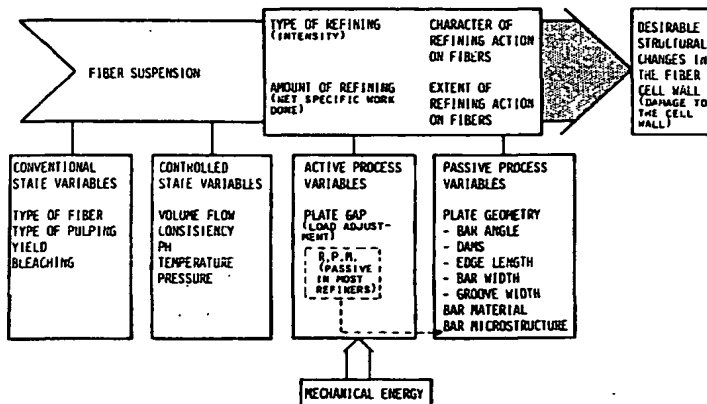 FIBER SUSPENSION
TYPE OF REFINING
(INTENSITY)
AMOUNT OF REFINING
(NET SPECIFIC WORK
DONE)
CHARACTER OF
REFINING ACTION
ON FIBERS
EXTENT OF
REFINING ACTION
ON FIBERS
DESIRABLE
STRUCTURAL
CHANGES IN
THE FIBER
CELL WALL
(DAMAGE TO
THE CELL
WALL)
CONVENTIONAL
STATE VARIABLES
TYPE OF FIBER
TYPE OF PULPING
YIELD
BLEACHING
CONTROLLED
STATE VARIABLES
VOLUME FLOW
CONSISIENCY
PH
TEMPERATURE
PRESSURE
ACTIVE PROCESS
VARIABLES
PLATE GAP
(LOAD ADJUST-
MENT)
R.P.M.
(PASSIVE
IN MOST
REFINERS)
PASSIVE PROCESS
VARIABLES
PLATE GEOMETRY
- BAR ANGLE
- DAMS
- EDGE LENGTH
- BAR WIDTH
- GROOVE WIDTH
BAR MATERIAL
BAR MICROSTRUCTURE
MECHANICAL ENERGY